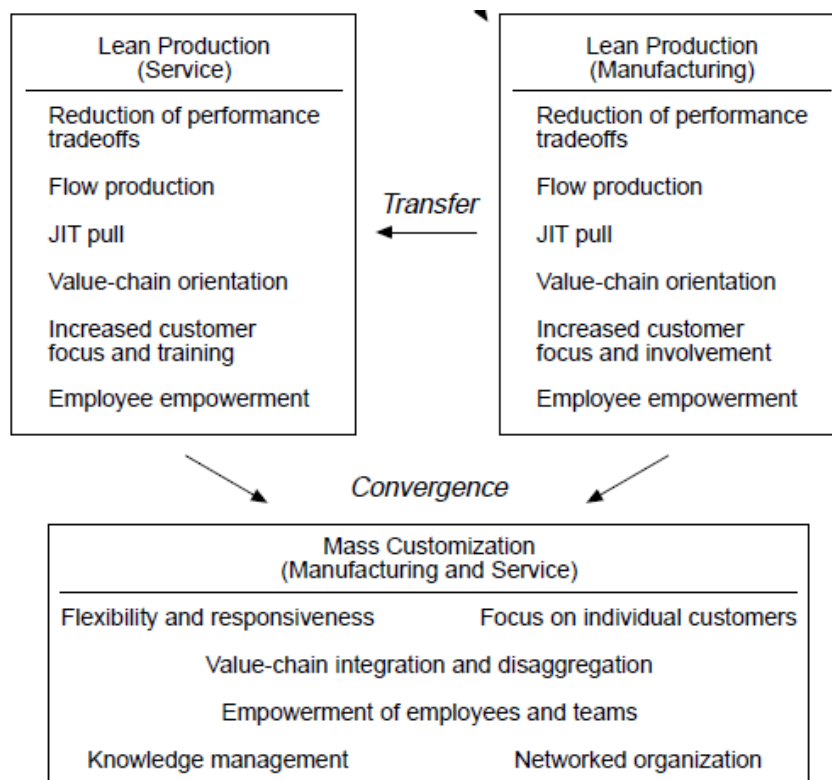 Lean Production
(Service)
Reduction of performance
tradeoffs
Flow production
JIT pull
Value-chain orientation
Increased customer
focus and training
Employee empowerment
Transfer
Lean Production
(Manufacturing)
Reduction of performance
tradeoffs
Flow production
JIT pull
Value-chain orientation
Increased customer
focus and involvement
Employee empowerment
Convergence
Mass Customization
(Manufacturing and Service)
Flexibility and responsiveness
Focus on individual customers
Value-chain integration and disaggregation
Empowerment of employees and teams
Knowledge management
Networked organization